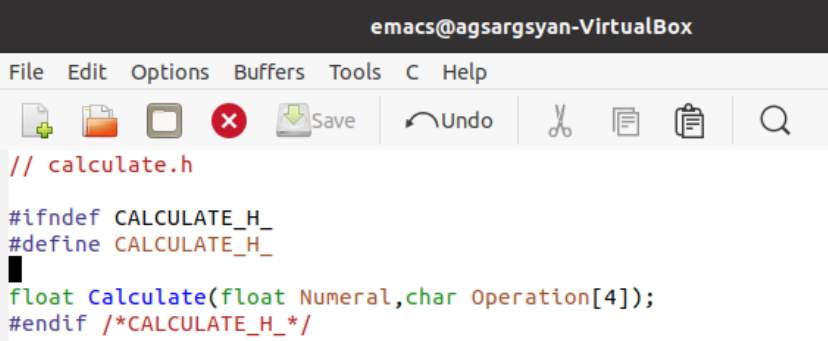 emacs@agsargsyan-VirtualBox
File Edit Options Buffers Tools C Help
Save Undo
// calculate.h
#ifndef CALCULATE_H_
#define CALCULATE_H_
float Calculate(float Numeral,char Operation[4]);
#endif /*CALCULATE_H_*/